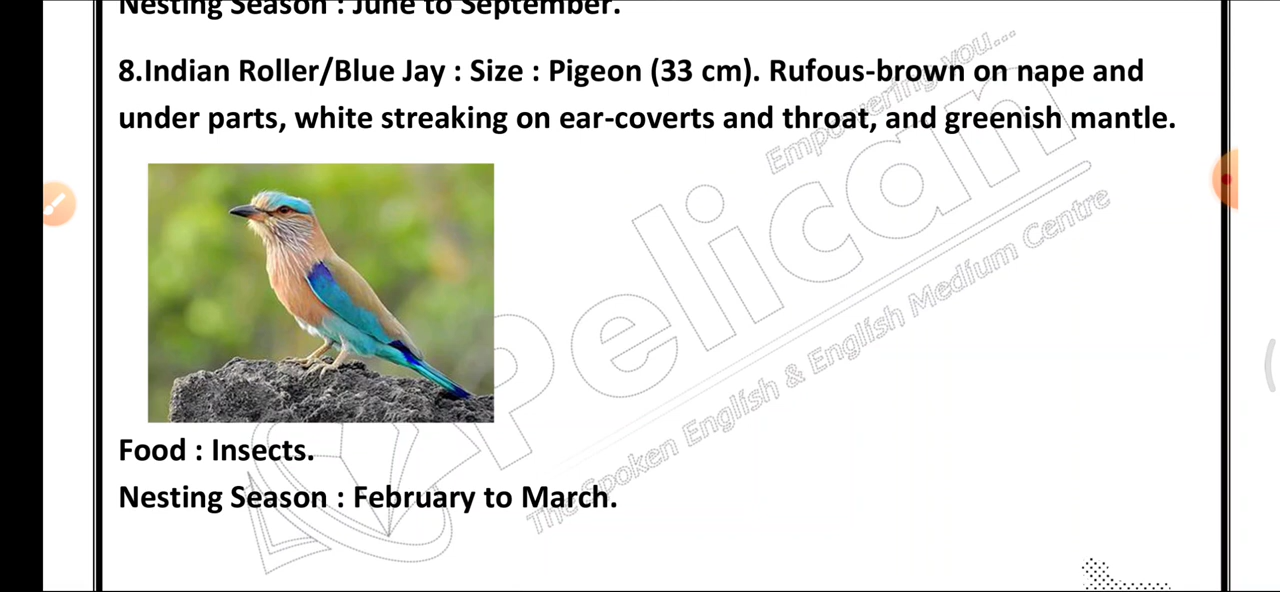 Nesting Season : June to September.
8.Indian Roller/Blue Jay : Size : Pigeon (33 cm). Rufous-brown on nape and
under parts, white streaking on ear-coverts and throat, and greenish mantle.
Empowering you...
Pelican
The Spoken English & English Medium Centre
Food : Insects.
Nesting Season : February to March.